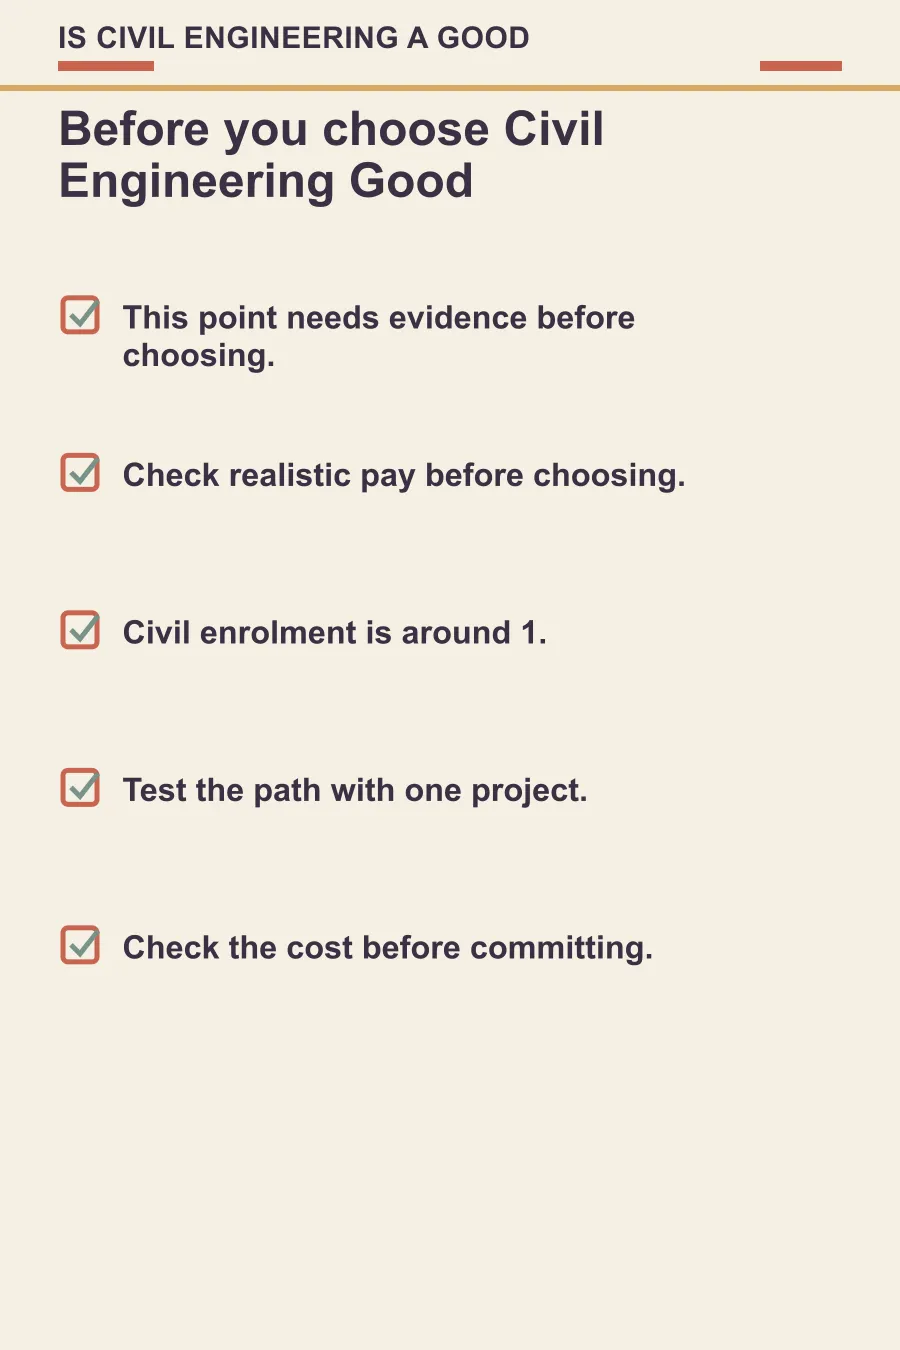 IS CIVIL ENGINEERING A GOOD
Before you choose Civil
Engineering Good
This point needs evidence before
choosing.
Check realistic pay before choosing.
Civil enrolment is around 1.
Test the path with one project.
Check the cost before committing.